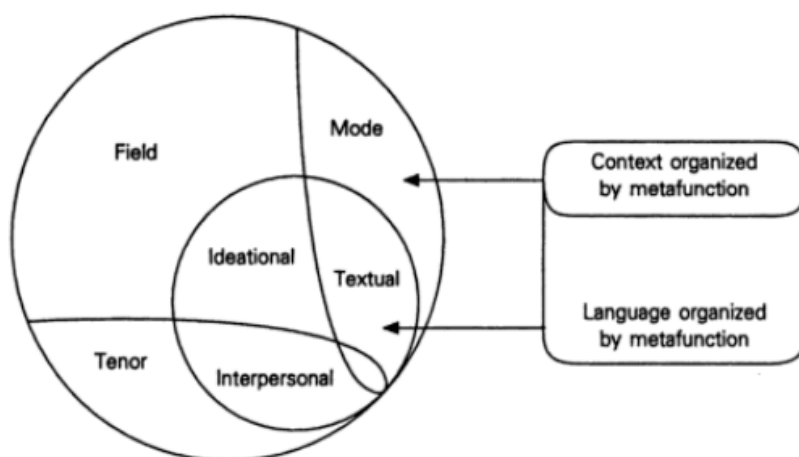 Field
Mode
Context organized
by metafunction
Ideational
Textual
Language organized
by metafunction
Tenor
Interpersonal